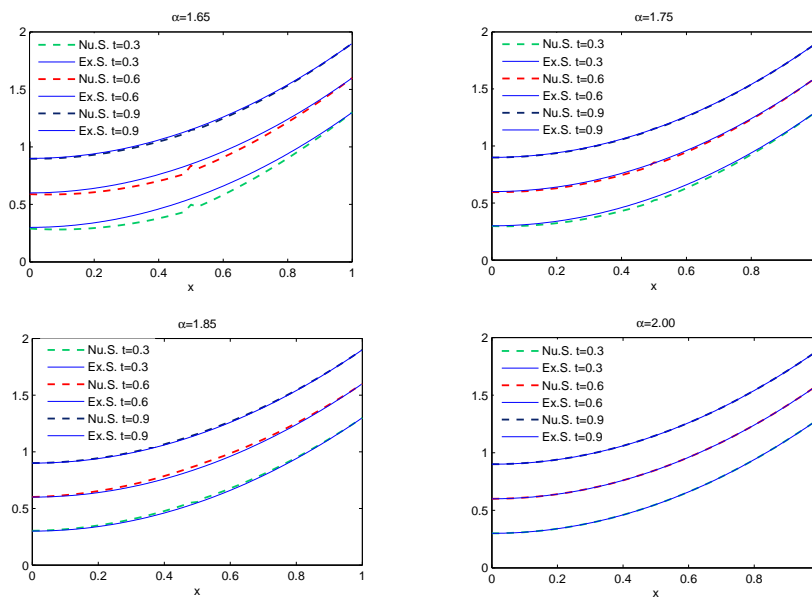 α=1.65
2
1.5
1
0.5
0
Nu.S. t=0.3
Ex.S. t=0.3
Nu.S. t=0.6
Ex.S. t=0.6
Nu.S. t=0.9
Ex.S. t=0.9
0 0.2 0.4 0.6 0.8 1
x
α=1.75
2
1.5
1
0.5
0
Nu.S. t=0.3
Ex.S. t=0.3
Nu.S. t=0.6
Ex.S. t=0.6
Nu.S. t=0.9
Ex.S. t=0.9
0 0.2 0.4 0.6 0.8
x
α=1.85
2
1.5
1
0.5
0
Nu.S. t=0.3
Ex.S. t=0.3
Nu.S. t=0.6
Ex.S. t=0.6
Nu.S. t=0.9
Ex.S. t=0.9
0 0.2 0.4 0.6 0.8 1
x
α=2.00
2
1.5
1
0.5
0
Nu.S. t=0.3
Ex.S. t=0.3
Nu.S. t=0.6
Ex.S. t=0.6
Nu.S. t=0.9
Ex.S. t=0.9
0 0.2 0.4 0.6 0.8
x